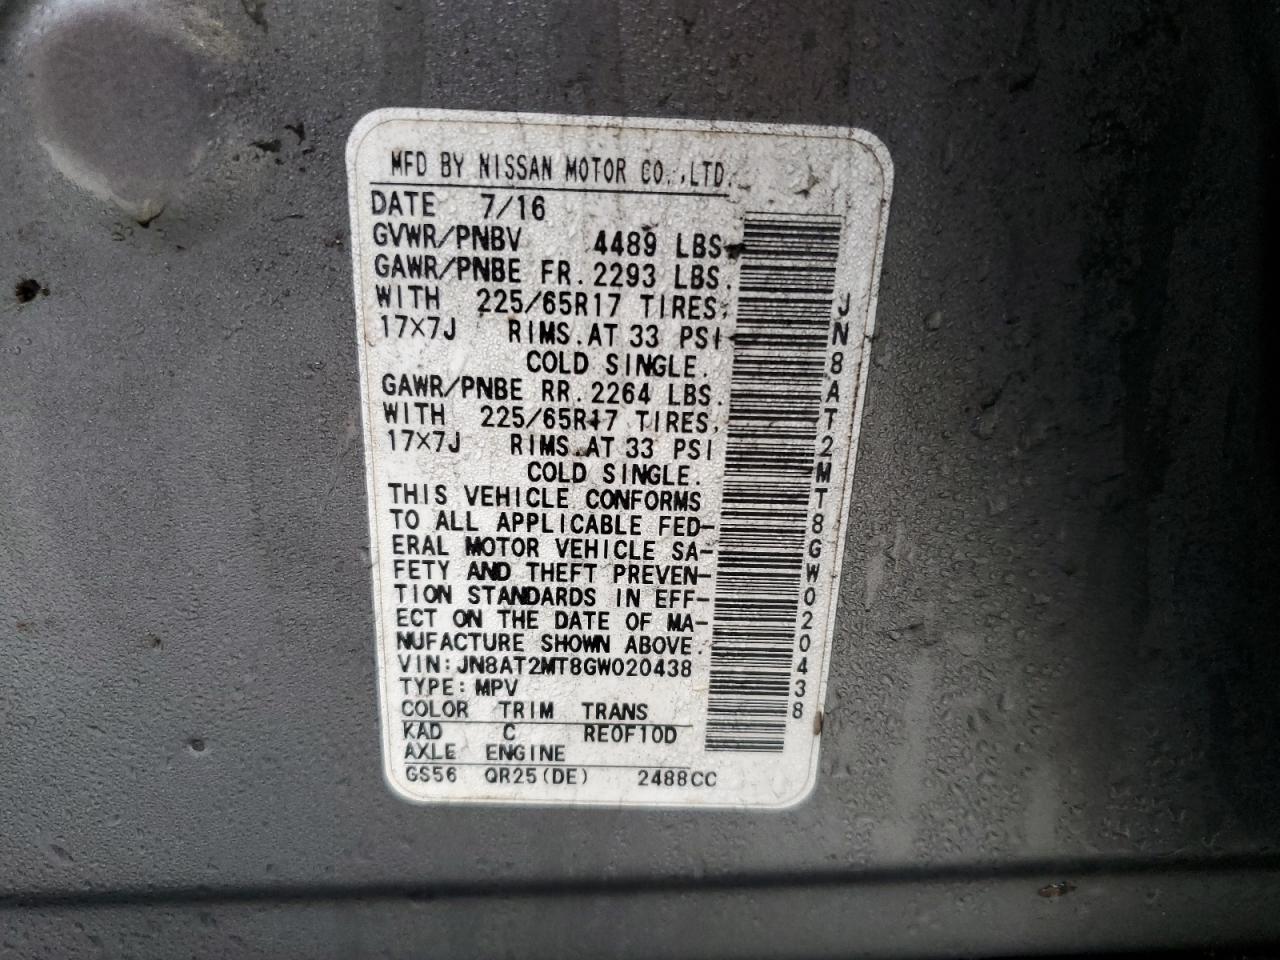 MFD BY NISSAN MOTOR CO.,LTD.
DATE 7/16
GVWR/PNBV 4489 LBS
GAWR/PNBE FR.2293 LBS.
WITH 225/65R17 TIRES,
17×7J RIMS.AT 33 PSI
COLD SINGLE.
GAWR/PNBE RR.2264 LBS.
WITH 225/65R17 TIRES,
17×7J RIMS.AT 33 PSI
COLD SINGLE.
THIS VEHICLE CONFORMS
TO ALL APPLICABLE FED-
ERAL MOTOR VEHICLE SA-
FETY AND THEFT PREVEN-
TION STANDARDS IN EFF-
ECT ON THE DATE OF MA-
NUFACTURE SHOWN ABOVE.
VIN:JN8AT2MT8GW020438
TYPE:MPV
COLOR TRIM TRANS
KAD C RE0F10D
AXLE ENGINE
GS56 QR25(DE) 2488CC
JN8AT2MT8GW020438